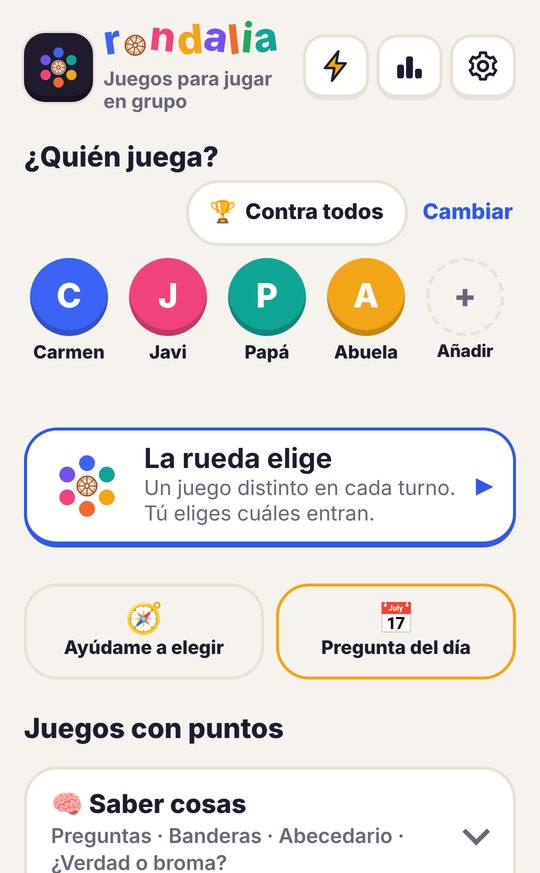 rondalia
Juegos para jugar
en grupo
¿Quién juega?
🏆 Contra todos
Cambiar
C
J
P
A
+
Carmen
Javi
Papá
Abuela
Añadir
La rueda elige
Un juego distinto en cada turno.
Tú eliges cuáles entran.
July
17
Ayúdame a elegir
Pregunta del día
Juegos con puntos
🧠 Saber cosas
Preguntas · Banderas · Abecedario ·
¿Verdad o broma?